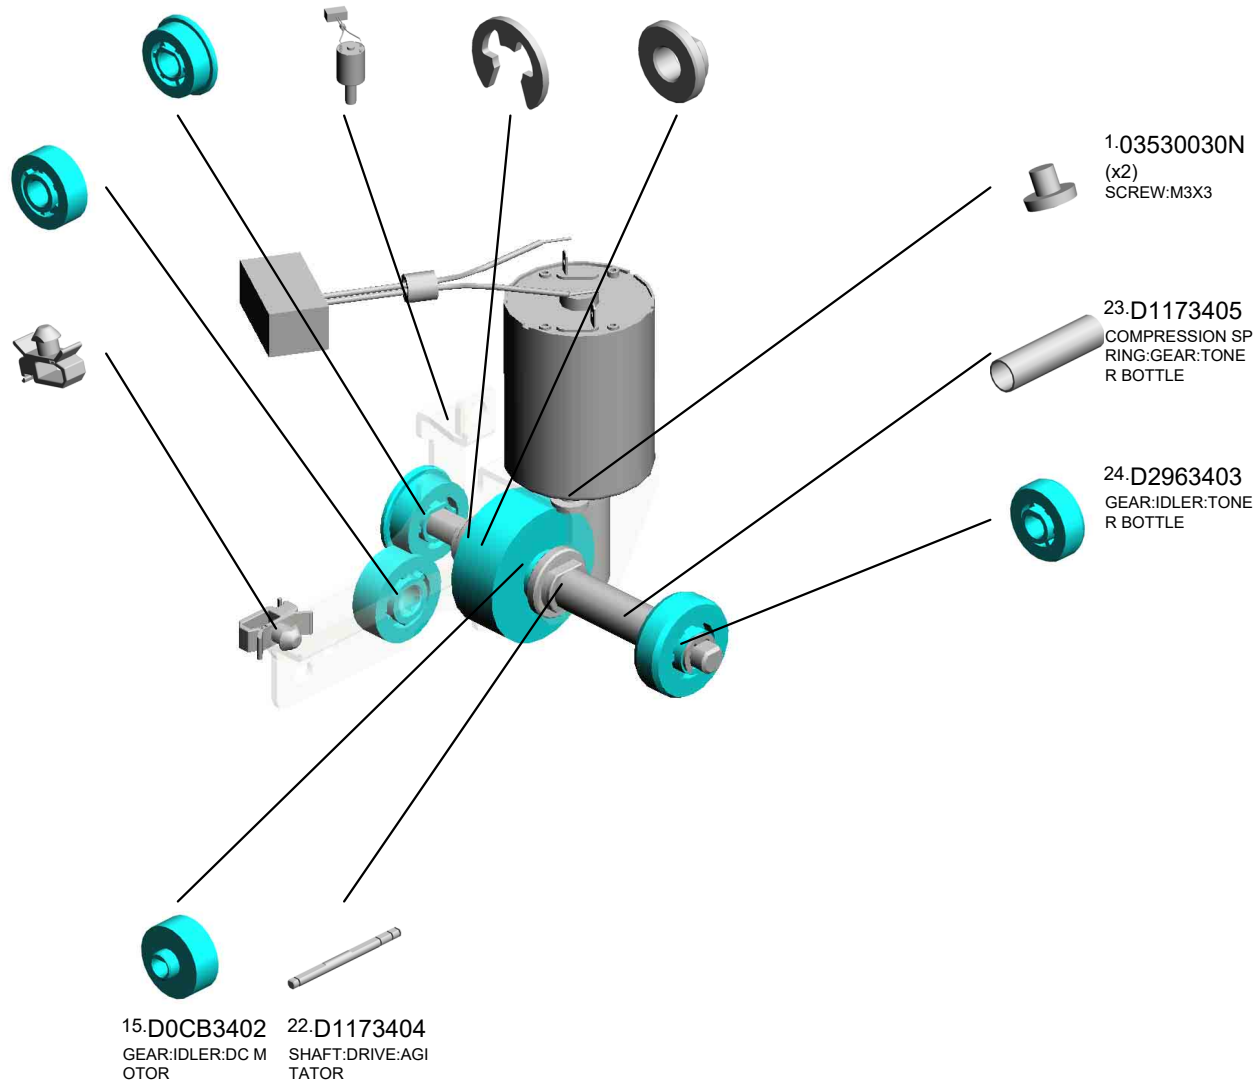 1.03530030N
(x2)
SCREW:M3X3
23.D1173405
COMPRESSION SP
RING:GEAR:TONE
R BOTTLE
24.D2963403
GEAR:IDLER:TONE
R BOTTLE
15.D0CB3402
GEAR:IDLER:DC M
OTOR
22.D1173404
SHAFT:DRIVE:AGI
TATOR